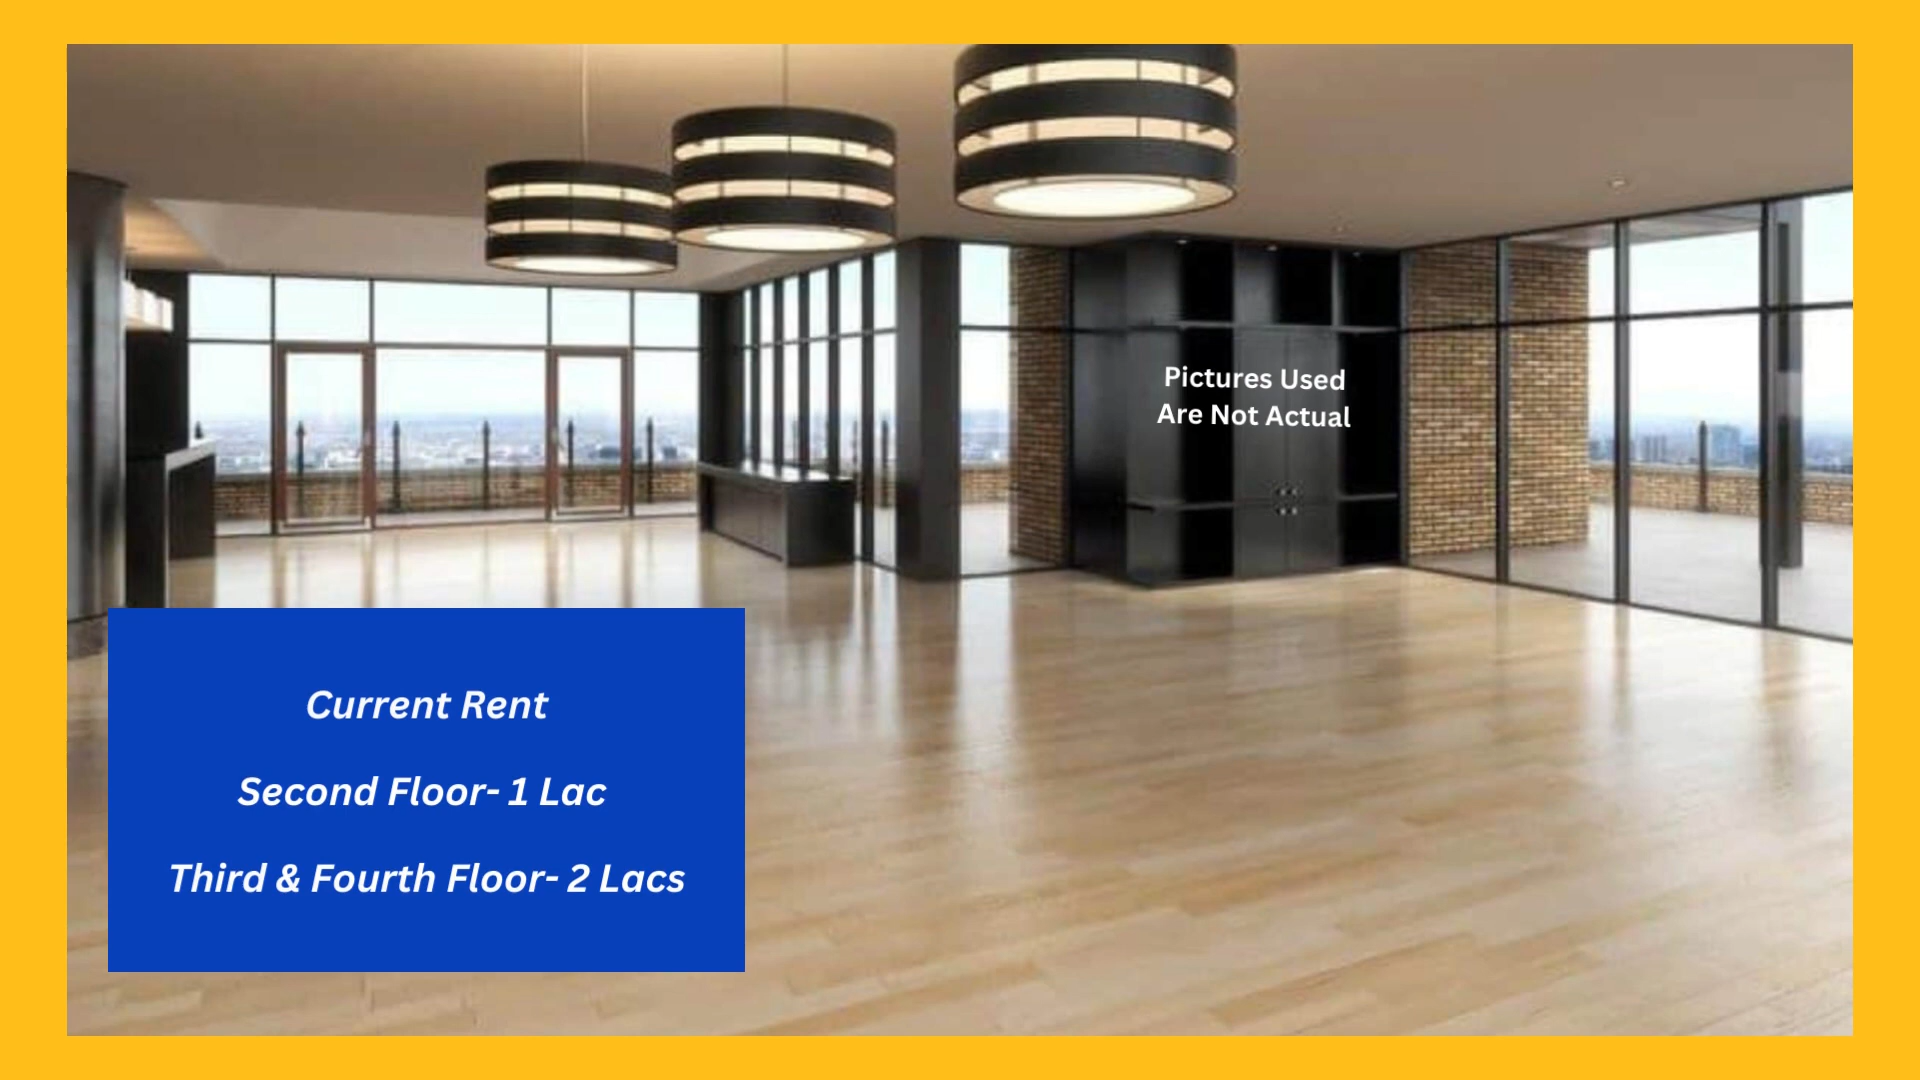 Pictures Used
Are Not Actual
Current Rent
Second Floor- 1 Lac
Third & Fourth Floor- 2 Lacs